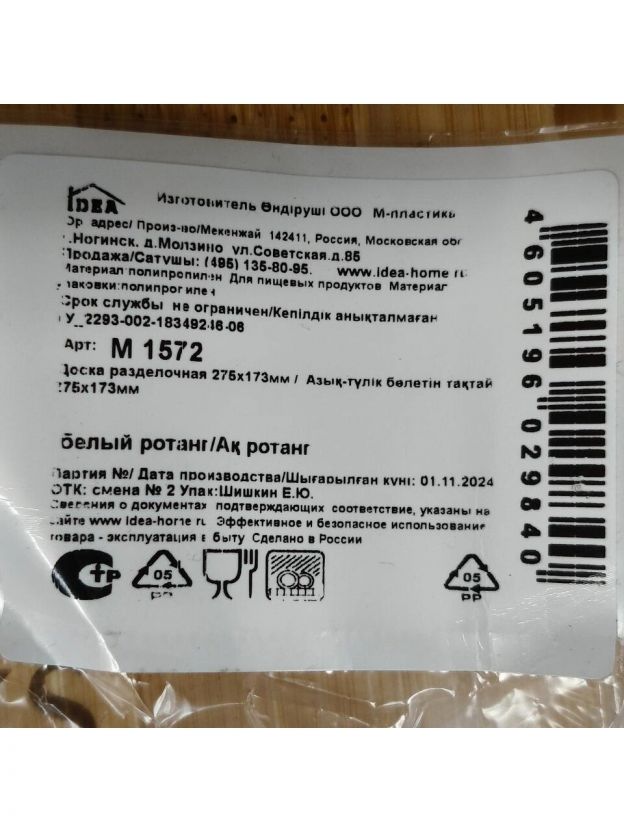 IDEA
Изготовитель Өндіруші ООО М-пластика
Юр адрес/ Произ-во/Мекенжай 142411, Россия, Московская обл
г.Ногинск, д.Молзино ул.Советская.д.85
Продажа/Сатушы: (495) 135-80-95. www.idea-home ru
Материал полипропилен Для пищевых продуктов Материал
упаковки:полипропилен
Срок службы не ограничен/Кепілдік анықталмаған
ТУ_2293-002-18349246-06
Арт: М 1572
Доска разделочная 275х173мм / Азық-түлік бөлетін тақтай
275х173мм
белый ротанг/Ақ ротанг
Партия №/ Дата производства/Шығарылған күні: 01.11.2024
ОТК: смена № 2 Упак:Шишкин Е.Ю.
Сведения о документах подтверждающих соответствие, указаны на
сайте www idea-home ru Эффективное и безопасное использование
товара - эксплуатация в быту Сделано в России
05
PP
05
PP
4 605196 029840